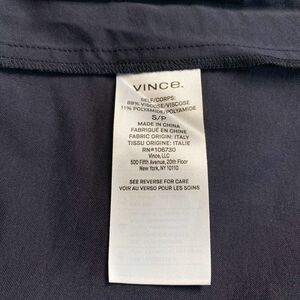 VINCE.
SELF/CORPS:
89% VISCOSE/VISCOSE
11% POLYAMIDE/POLYAMIDE
S/P
MADE IN CHINA
FABRIQUÉ EN CHINE
FABRIC ORIGIN: ITALY
TISSU ORIGINE: ITALIE
RN#106730
Vince, LLC
500 Fifth Avenue, 20th Floor
New York, NY 10110
SEE REVERSE FOR CARE
VOIR AU VERSO POUR LES SOINS